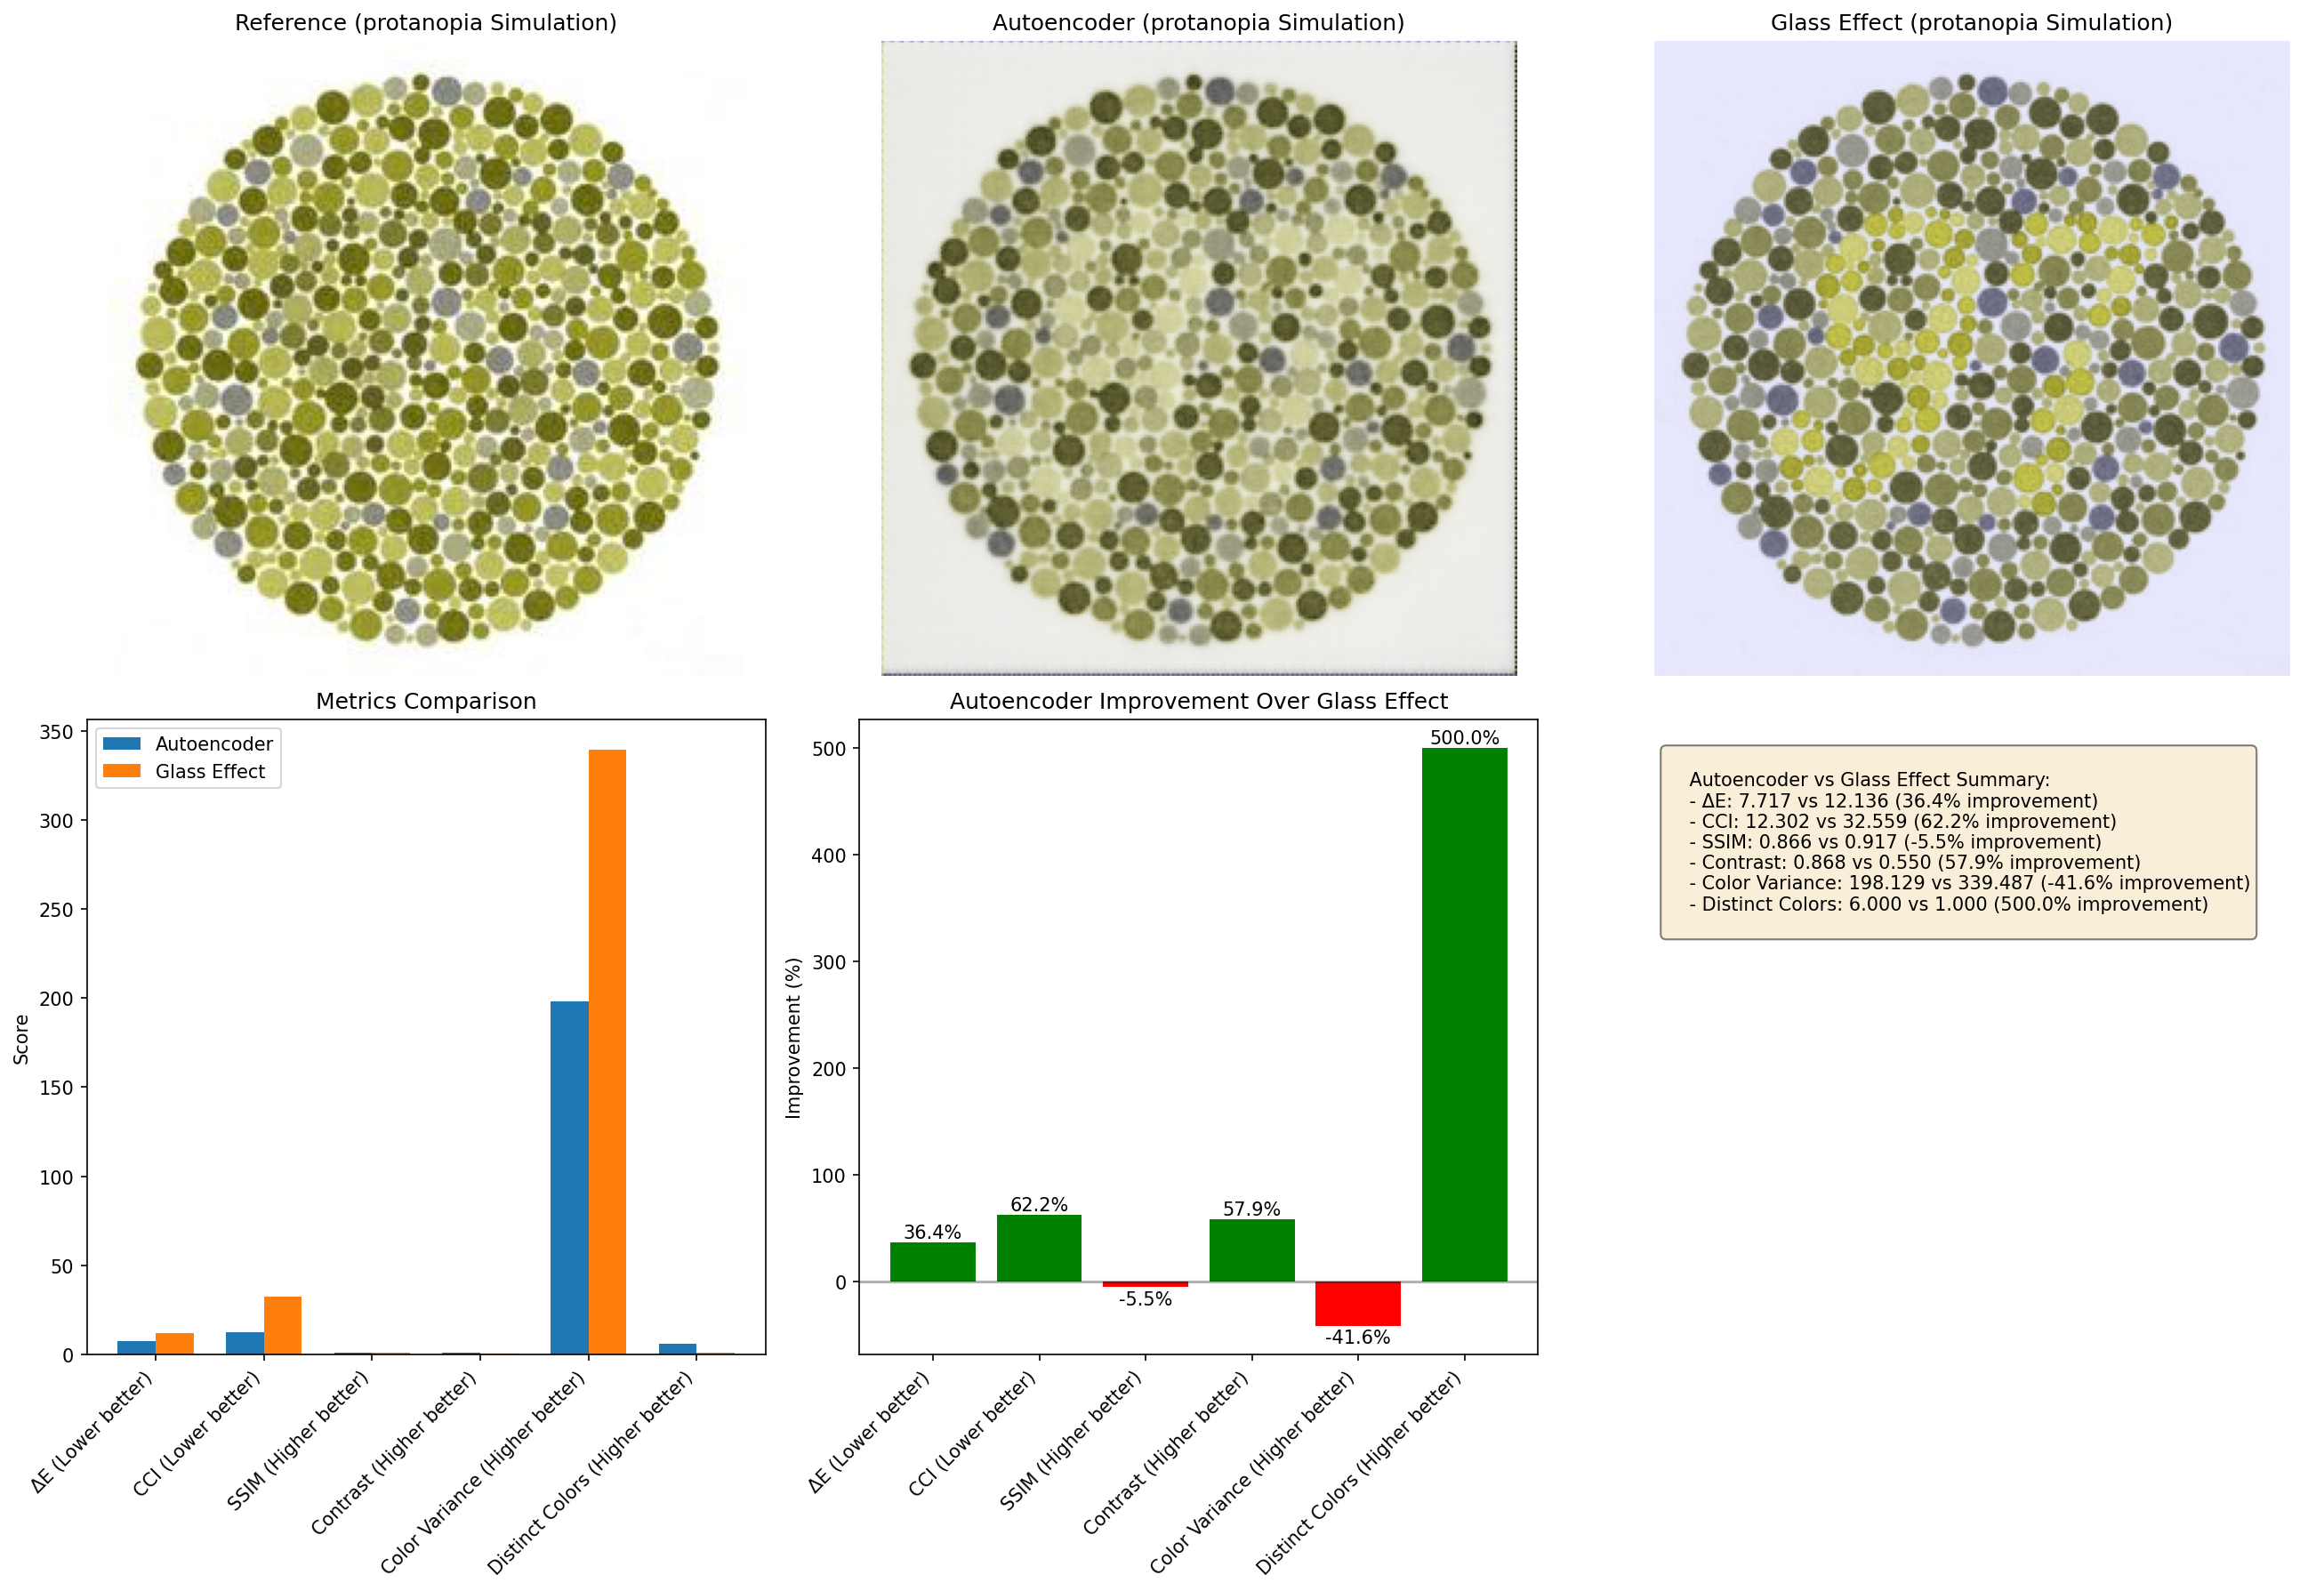 Reference (protanopia Simulation)
Autoencoder (protanopia Simulation)
Glass Effect (protanopia Simulation)
Metrics Comparison
350
300
250
200
150
100
50
0
Score
Autoencoder
Glass Effect
ΔE (Lower better)
CCI (Lower better)
SSIM (Higher better)
Contrast (Higher better)
Color Variance (Higher better)
Distinct Colors (Higher better)
Autoencoder Improvement Over Glass Effect
500
400
300
200
100
0
Improvement (%)
36.4%
62.2%
-5.5%
57.9%
-41.6%
500.0%
ΔE (Lower better)
CCI (Lower better)
SSIM (Higher better)
Contrast (Higher better)
Color Variance (Higher better)
Distinct Colors (Higher better)
Autoencoder vs Glass Effect Summary:
- ΔE: 7.717 vs 12.136 (36.4% improvement)
- CCI: 12.302 vs 32.559 (62.2% improvement)
- SSIM: 0.866 vs 0.917 (-5.5% improvement)
- Contrast: 0.868 vs 0.550 (57.9% improvement)
- Color Variance: 198.129 vs 339.487 (-41.6% improvement)
- Distinct Colors: 6.000 vs 1.000 (500.0% improvement)